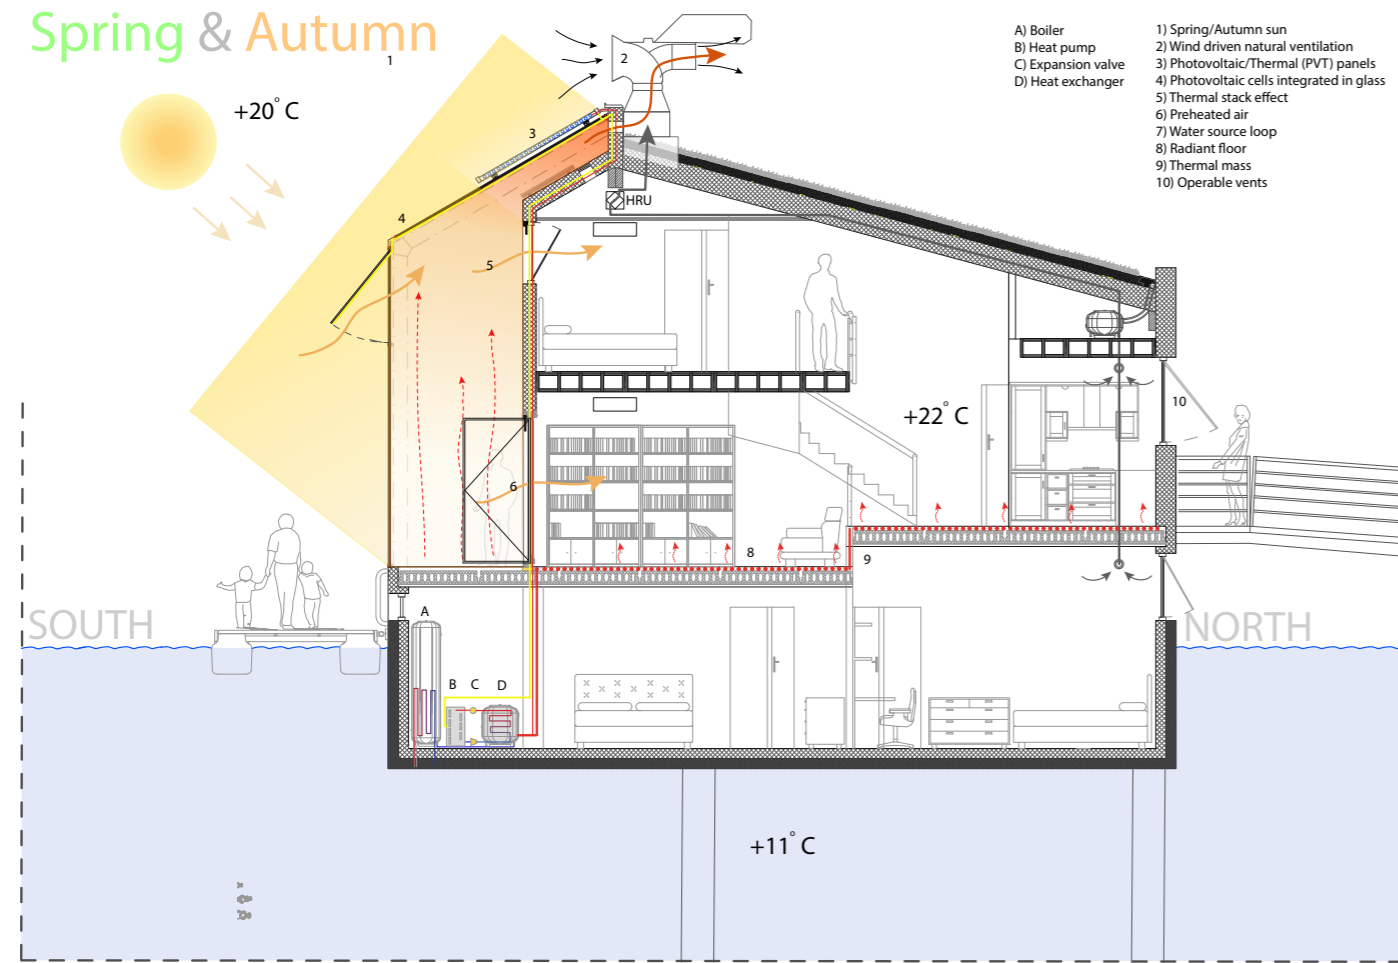 Spring & Autumn
A) Boiler
B) Heat pump
C) Expansion valve
D) Heat exchanger
1) Spring/Autumn sun
2) Wind driven natural ventilation
3) Photovoltaic/Thermal (PVT) panels
4) Photovoltaic cells integrated in glass
5) Thermal stack effect
6) Preheated air
7) Water source loop
8) Radiant floor
9) Thermal mass
10) Operable vents
1
2
+20° C
3
HRU
4
5
10
+22° C
6
8
9
SOUTH
A
NORTH
B
C
D
+11° C